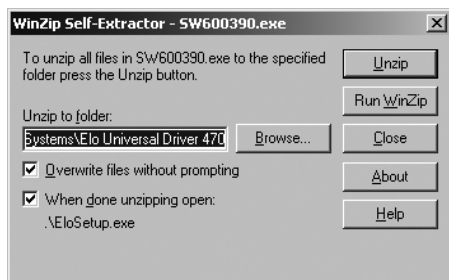 WinZip Self-Extractor - SW600390.exe
To unzip all files in SW600390.exe to the specified
folder press the Unzip button.
Unzip to folder:
Systems\Elo Universal Driver 470
Browse...
Overwrite files without prompting
When done unzipping open:
.\EloSetup.exe
Unzip
Run WinZip
Close
About
Help